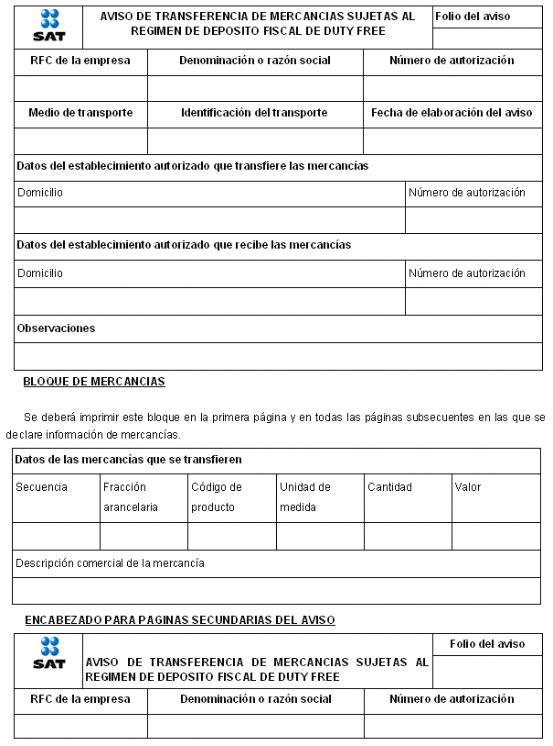 SAT
AVISO DE TRANSFERENCIA DE MERCANCIAS SUJETAS AL
REGIMEN DE DEPOSITO FISCAL DE DUTY FREE
Folio del aviso
RFC de la empresa Denominación o razón social Número de autorización
Medio de transporte Identificación del transporte Fecha de elaboración del aviso
Datos del establecimiento autorizado que transfiere las mercancías
Domicilio Número de autorización
Datos del establecimiento autorizado que recibe las mercancías
Domicilio Número de autorización
Observaciones
BLOQUE DE MERCANCIAS
Se deberá imprimir este bloque en la primera página y en todas las páginas subsecuentes en las que se
declare información de mercancías.
Datos de las mercancías que se transfieren
Secuencia Fracción Código de Unidad de Cantidad Valor
arancelaria producto medida
Descripción comercial de la mercancía
ENCABEZADO PARA PAGINAS SECUNDARIAS DEL AVISO
SAT
AVISO DE TRANSFERENCIA DE MERCANCIAS SUJETAS AL
REGIMEN DE DEPOSITO FISCAL DE DUTY FREE
Folio del aviso
RFC de la empresa Denominación o razón social Número de autorización